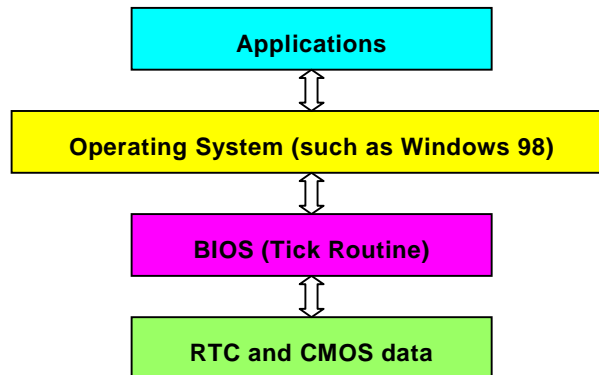 Applications
Operating System (such as Windows 98)
BIOS (Tick Routine)
RTC and CMOS data